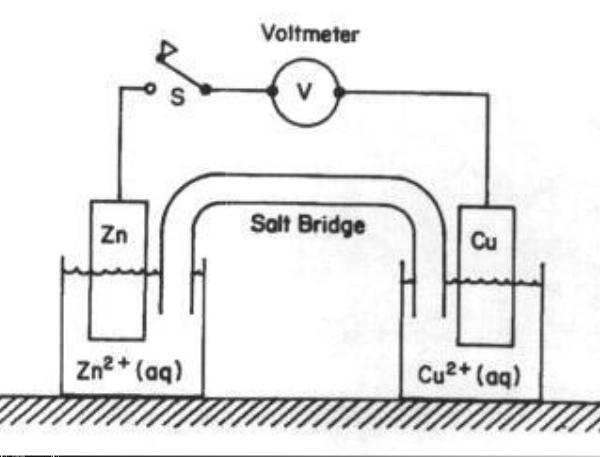 Voltmeter
S
V
Zn
Salt Bridge
Cu
Zn²⁺(aq)
Cu²⁺(aq)